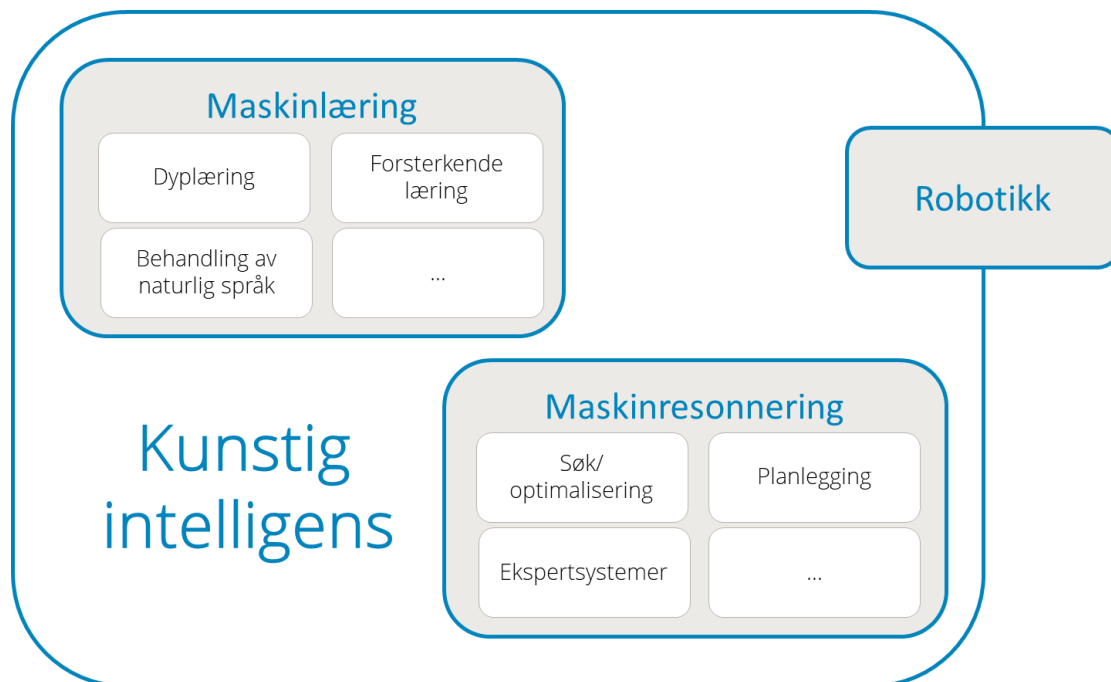 Maskinlæring
Dyplæring
Forsterkende
læring
Behandling av
naturlig språk
...
Robotikk
Kunstig
intelligens
Maskinresonnering
Søk/
optimalisering
Planlegging
Ekspertsystemer
...